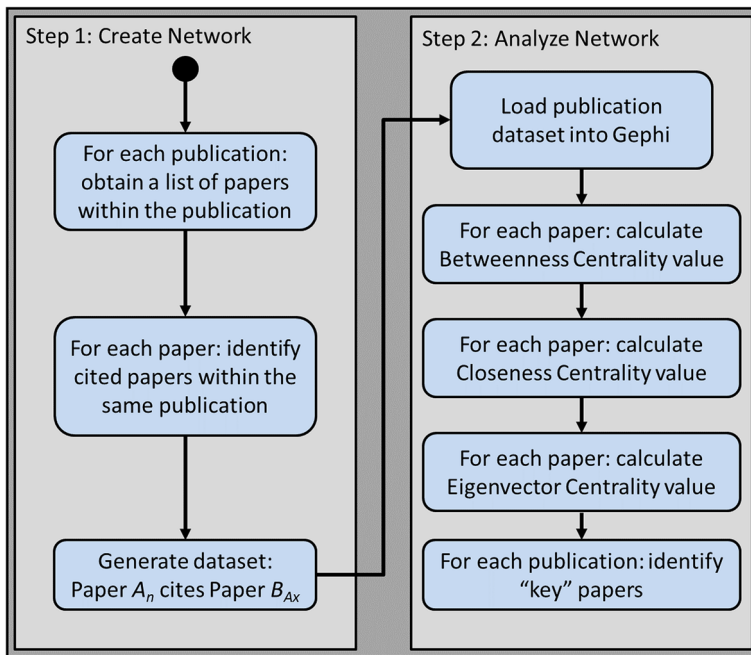 Step 1: Create Network
For each publication:
obtain a list of papers
within the publication
For each paper: identify
cited papers within the
same publication
Generate dataset:
Paper An cites Paper BAx
Step 2: Analyze Network
Load publication
dataset into Gephi
For each paper: calculate
Betweenness Centrality value
For each paper: calculate
Closeness Centrality value
For each paper: calculate
Eigenvector Centrality value
For each publication: identify
“key” papers